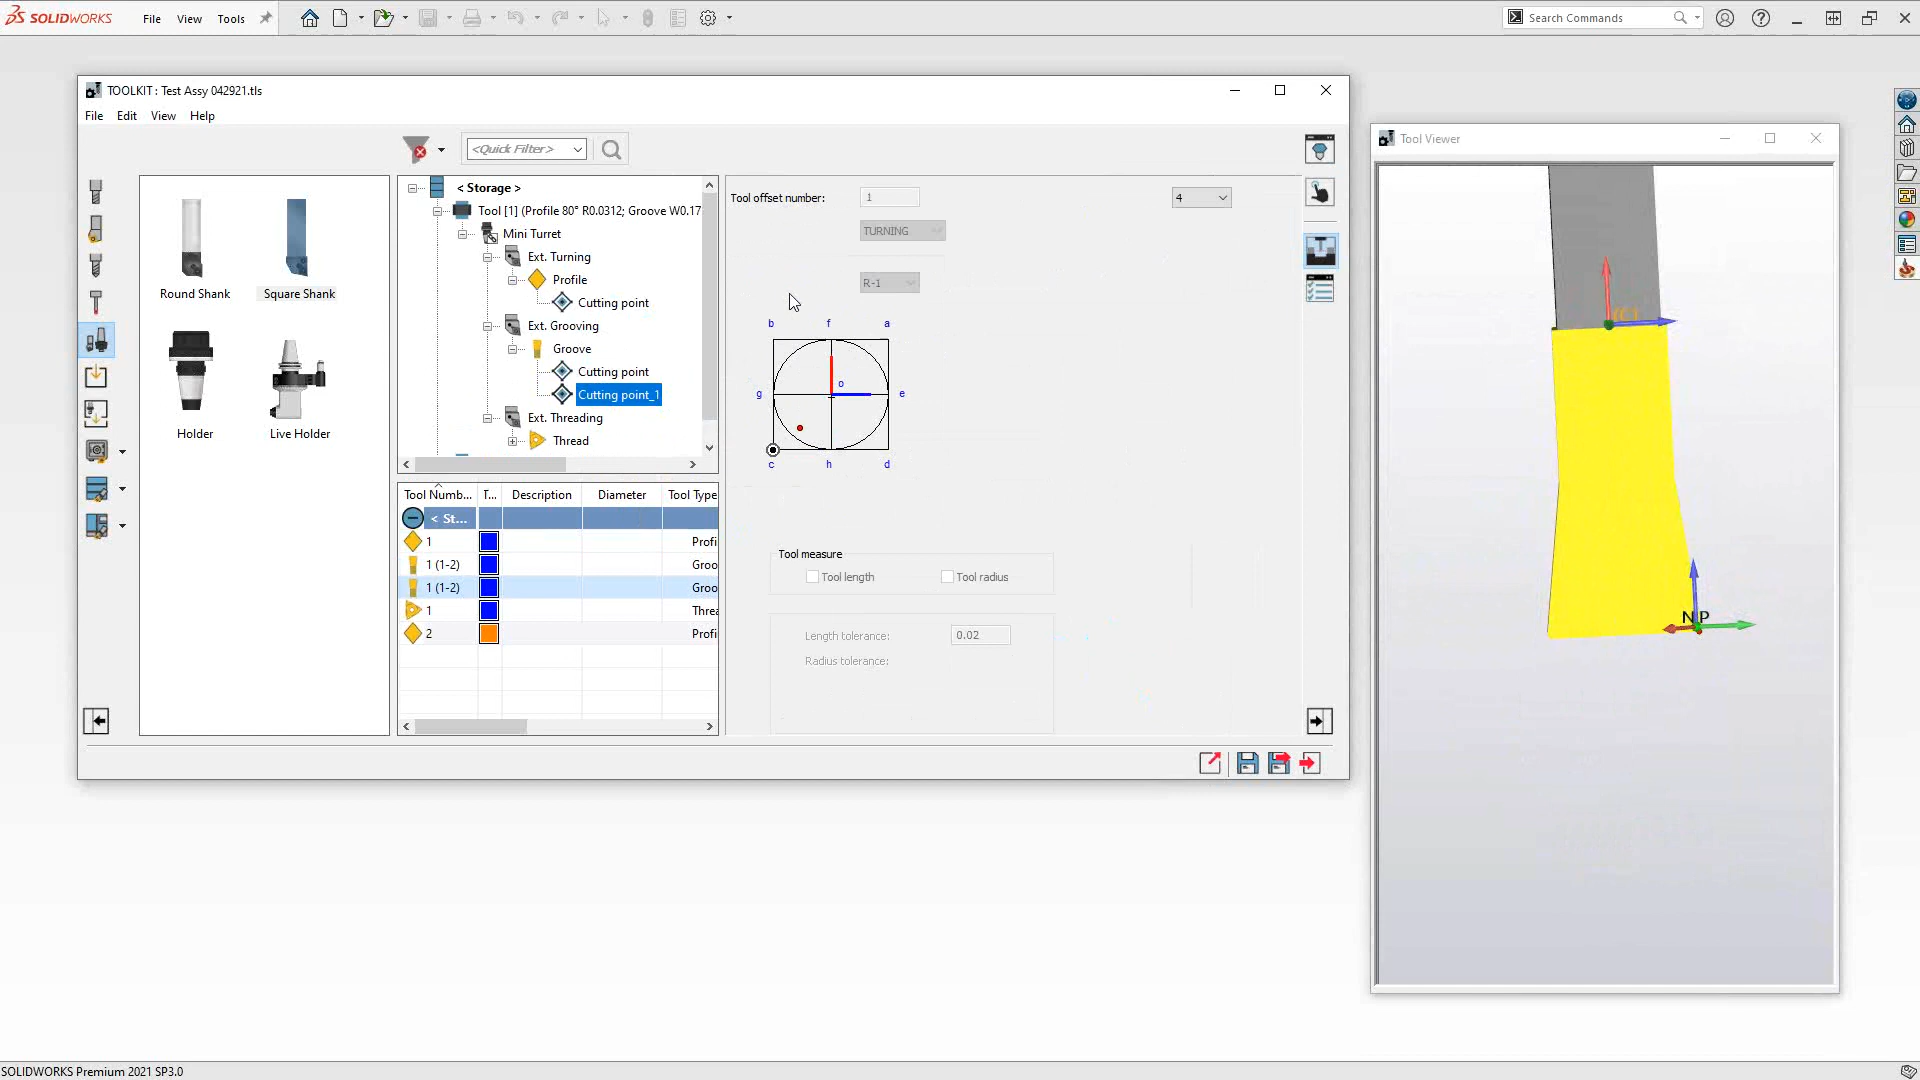 SOLIDWORKS
File
View
Tools
Search Commands
TOOLKIT : Test Assy 042921.tls
File
Edit
View
Help
<Quick Filter>
Round Shank
Square Shank
Holder
Live Holder
< Storage >
Tool [1] (Profile 80° R0.0312; Groove W0.17
Mini Turret
Ext. Turning
Profile
Cutting point
Ext. Grooving
Groove
Cutting point
Cutting point_1
Ext. Threading
Thread
Tool Numb...
T...
Description
Diameter
Tool Type
< St...
1
Profi
1 (1-2)
Groo
1 (1-2)
Groo
1
Threa
2
Profi
Tool offset number:
1
4
TURNING
R-1
b
f
a
g
o
e
c
h
d
Tool measure
Tool length
Tool radius
Length tolerance:
0.02
Radius tolerance:
Tool Viewer
SOLIDWORKS Premium 2021 SP3.0